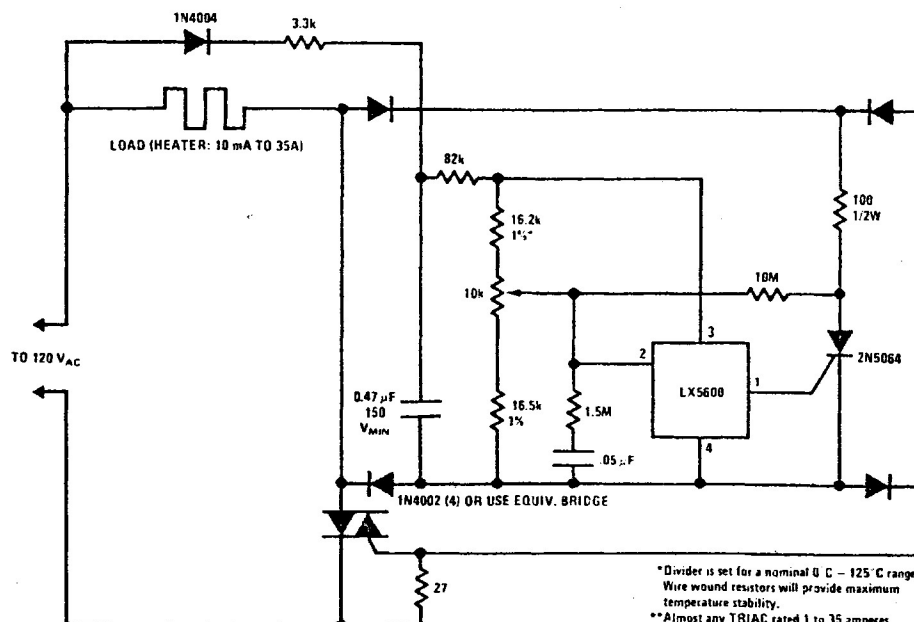 1N4004
3.3k
LOAD (HEATER: 10 mA TO 35A)
82k
16.2k
1%*
100
1/2W
10k
10M
TO 120 VAC
3
2
LX5600
1
2N5064
0.47 µF
150
VMIN
16.5k
1%
1.5M
4
.05 µF
1N4002 (4) OR USE EQUIV. BRIDGE
27
*Divider is set for a nominal 0°C – 125°C range
Wire wound resistors will provide maximum
temperature stability.
**Almost any TRIAC rated 1 to 35 amperes